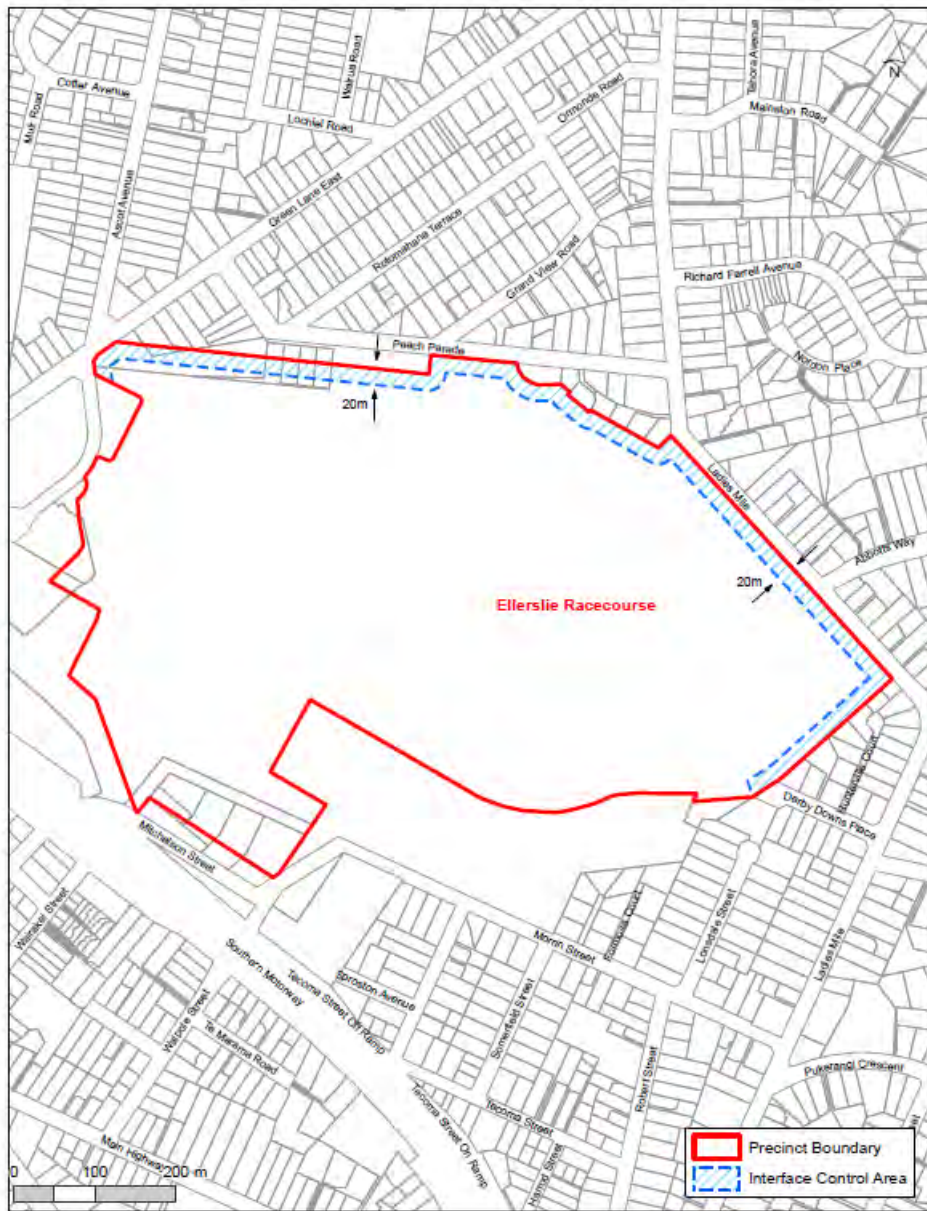 Cotter Avenue
Muir Road
Walrua Road
Lochiel Road
Ascot Avenue
Green Lane East
Ormonde Road
Tahora Avenue
Mainston Road
N
Rotomahana Terrace
Grand View Road
Richard Farrell Avenue
Nordon Place
Peach Parade
20m
Ladies Mile
Abbotts Way
20m
Ellerslie Racecourse
Derby Downs Place
Mitchelson Street
Morrin Street
Lonsdale Street
Ladies Mile
Wairakei Street
Southern Motorway
Tecoma Street Off Ramp
Sproston Avenue
Somerfield Street
Walpole Street
Te Marama Road
Robert Street
Pukerangi Crescent
Tecoma Street On Ramp
Tecoma Street
Main Highway
0 100 200 m
Precinct Boundary
Interface Control Area